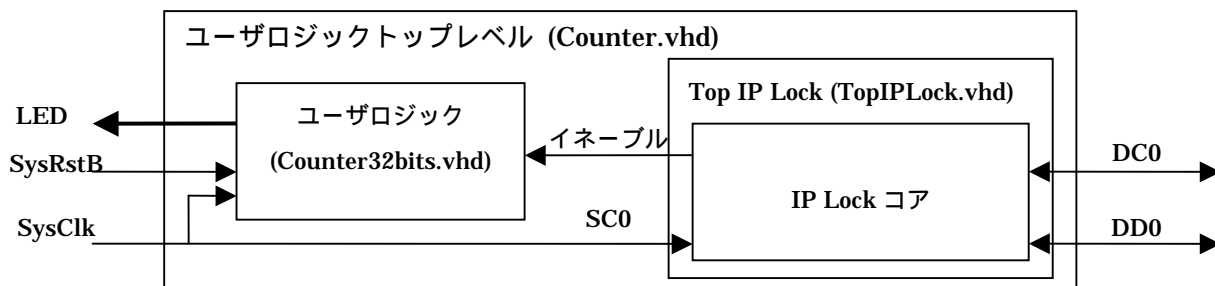 ユーザロジックトップレベル (Counter.vhd)
Top IP Lock (TopIPLock.vhd)
LED
ユーザロジック
(Counter32bits.vhd)
イネーブル
SysRstB
DC0
IP Lock コア
SysClk
SC0
DD0